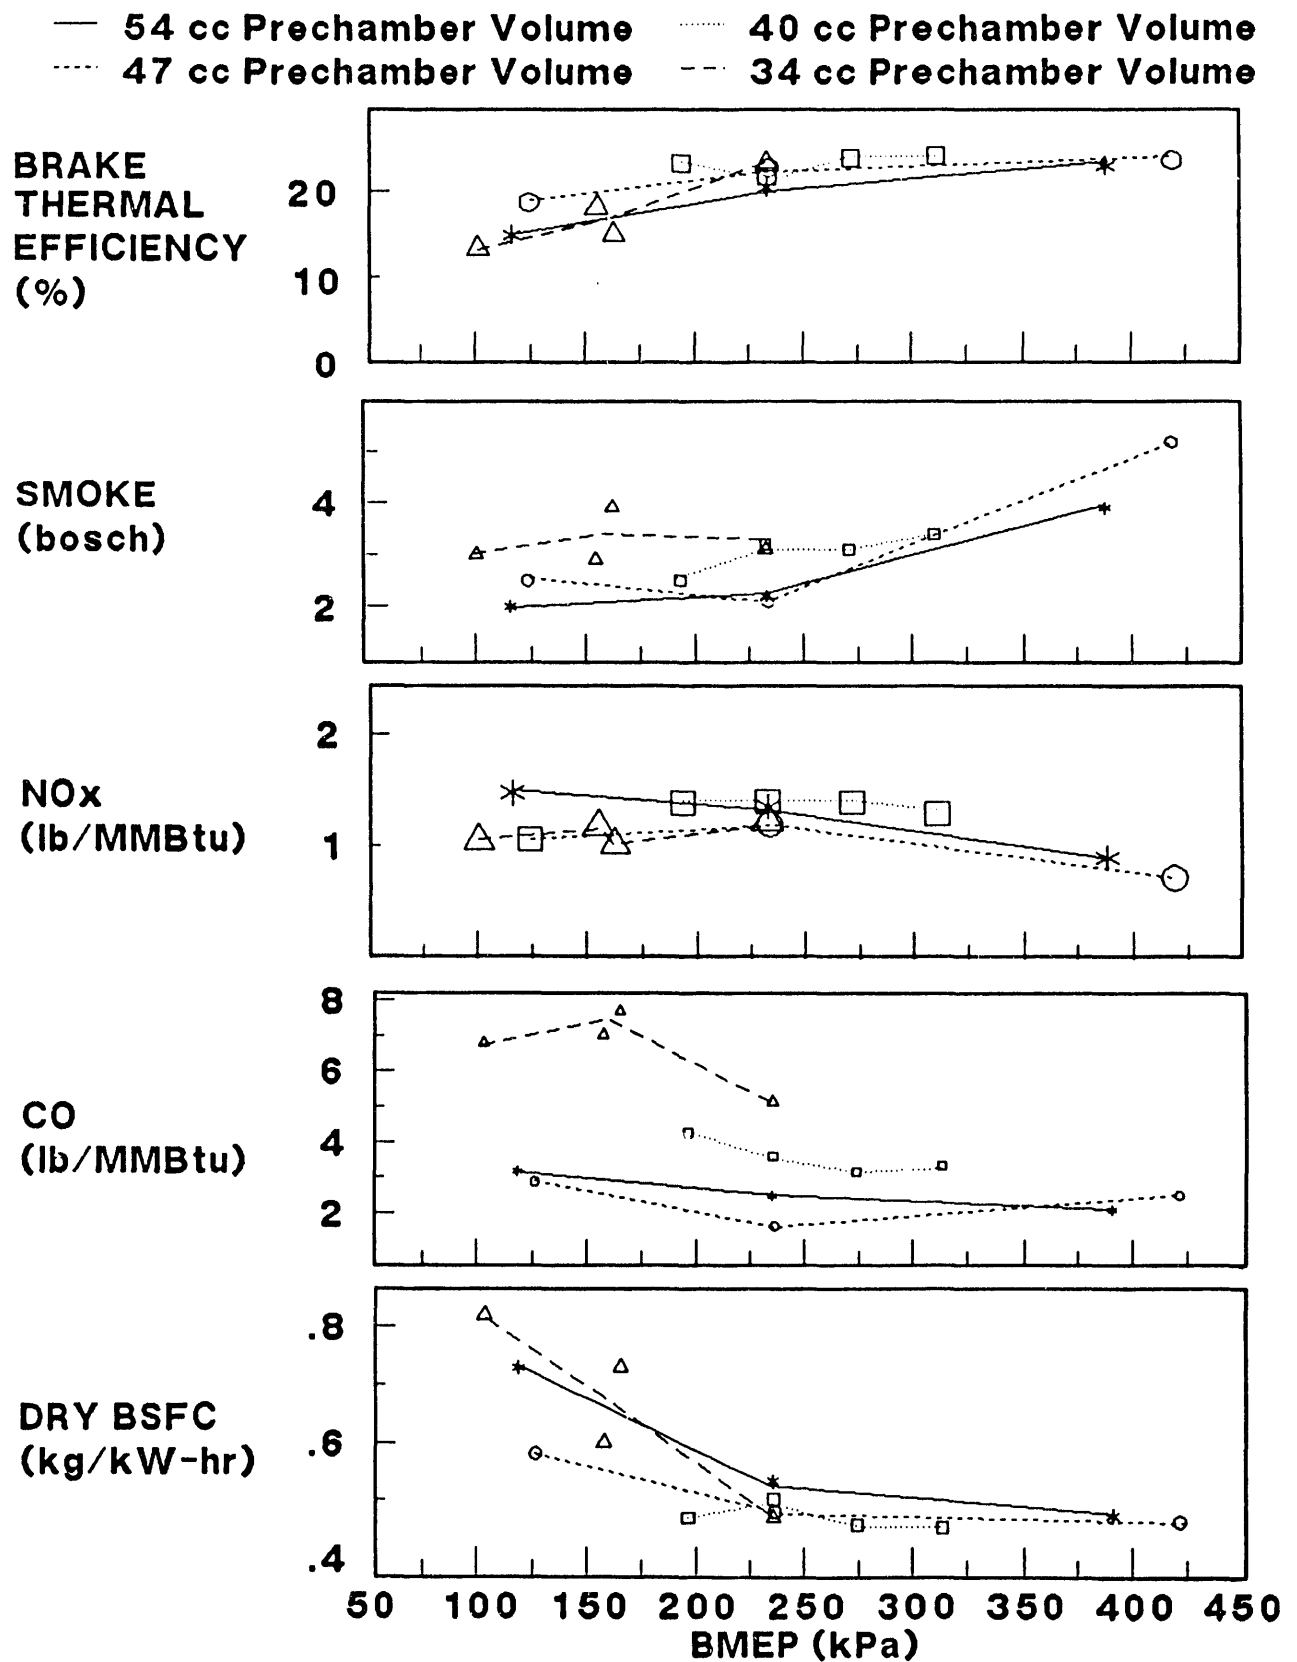 54 cc Prechamber Volume
40 cc Prechamber Volume
47 cc Prechamber Volume
34 cc Prechamber Volume
BRAKE
THERMAL
EFFICIENCY
(%)
20
10
0
SMOKE
(bosch)
4
2
NOx
(lb/MMBtu)
2
1
CO
(lb/MMBtu)
8
6
4
2
DRY BSFC
(kg/kW-hr)
.8
.6
.4
50 100 150 200 250 300 350 400 450
BMEP (kPa)